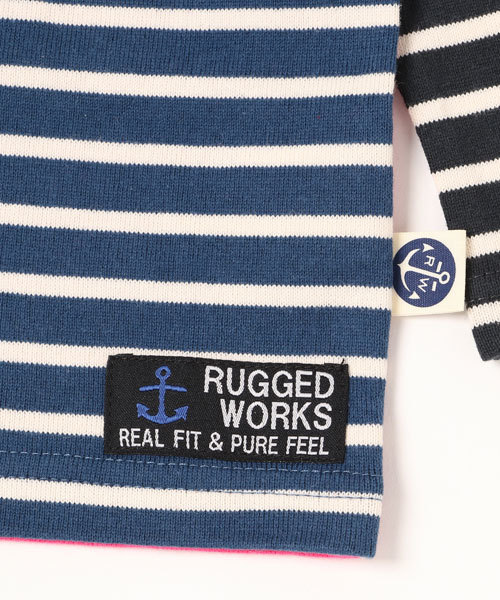 RUGGED
WORKS
REAL FIT & PURE FEEL
R W